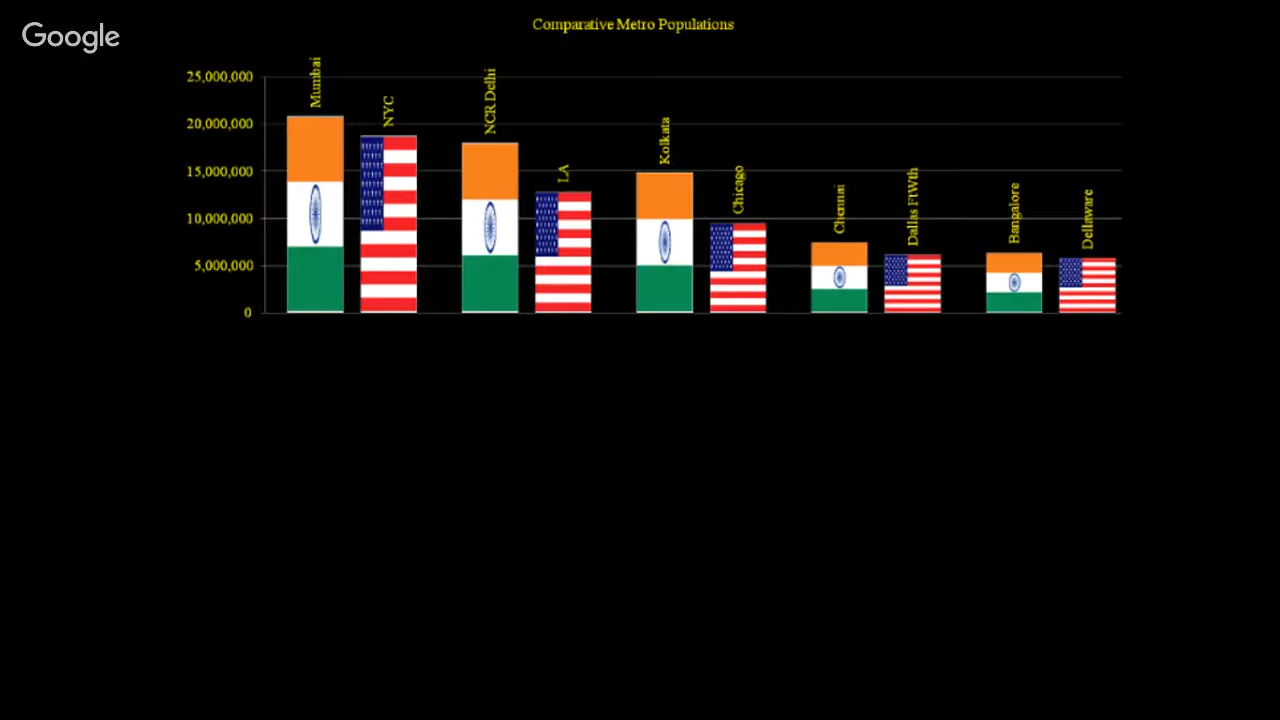 Google
Comparative Metro Populations
25,000,000
20,000,000
15,000,000
10,000,000
5,000,000
0
Mumbai
NYC
NCR Delhi
LA
Kolkata
Chicago
Chennai
Dallas FtWth
Bangalore
Dellaware